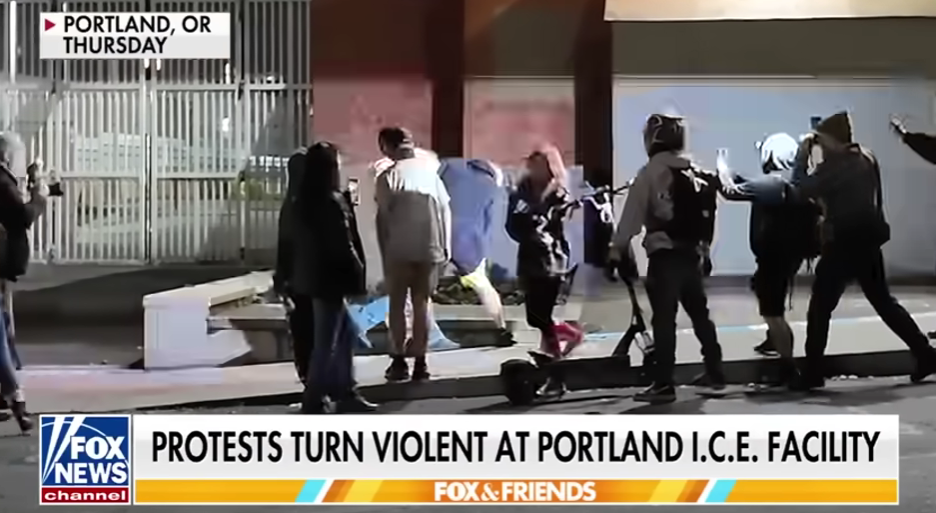 PORTLAND, OR
THURSDAY
FOX
NEWS
channel
PROTESTS TURN VIOLENT AT PORTLAND I.C.E. FACILITY
FOX&FRIENDS